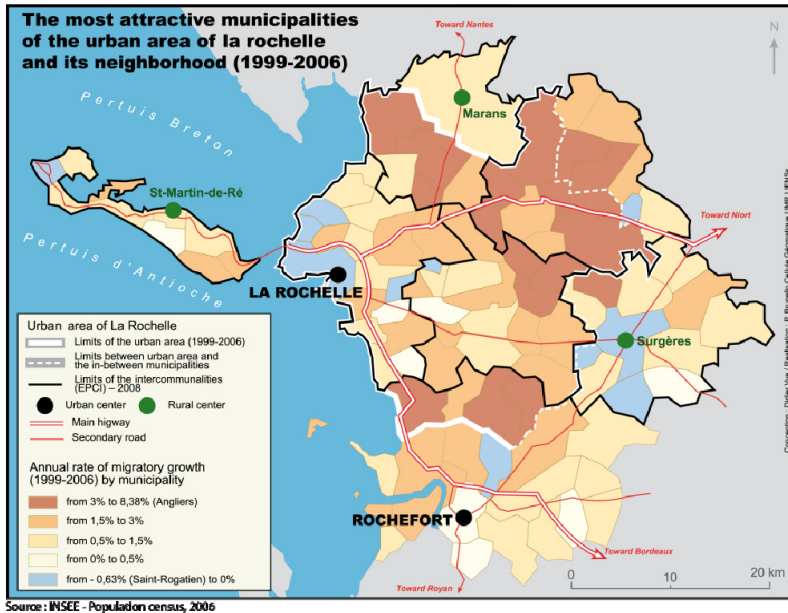 The most attractive municipalities
of the urban area of la rochelle
and its neighborhood (1999-2006)
Toward Nantes
N
Pertuis Breton
Marans
St-Martin-de-Ré
Toward Niort
Pertuis d'Antioche
LA ROCHELLE
Surgères
Urban area of La Rochelle
Limits of the urban area (1999-2006)
Limits between urban area and
the in-between municipalities
Limits of the intercommunalities
(EPCI) – 2008
Urban center
Rural center
Main higway
Secondary road
Annual rate of migratory growth
(1999-2006) by municipality
from 3% to 8,38% (Angliers)
from 1,5% to 3%
from 0,5% to 1,5%
from 0% to 0,5%
from - 0,63% (Saint-Rogatien) to 0%
ROCHEFORT
Toward Bordeaux
Toward Royan
0 10 20 km
Source : INSEE - Population census, 2006